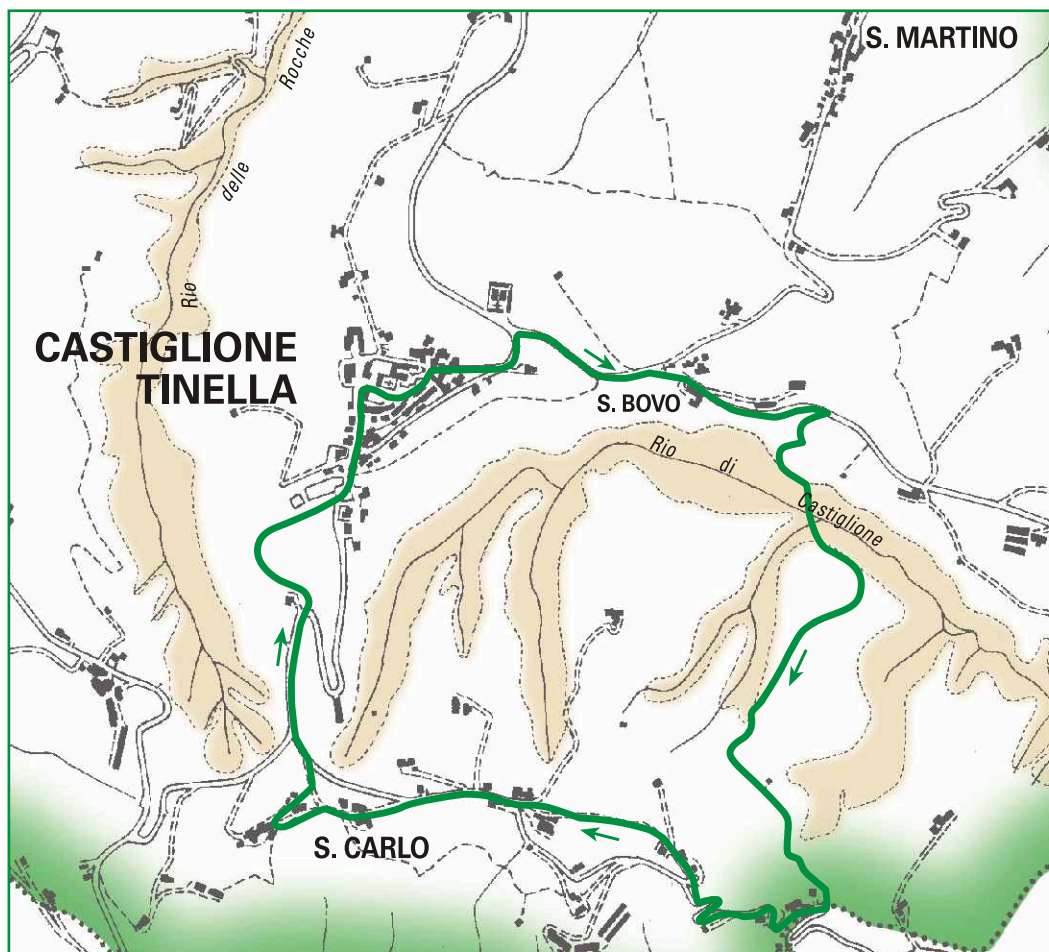 S. MARTINO
Rio delle Rocche
CASTIGLIONE
TINELLA
S. BOVO
Rio di Castiglione
S. CARLO